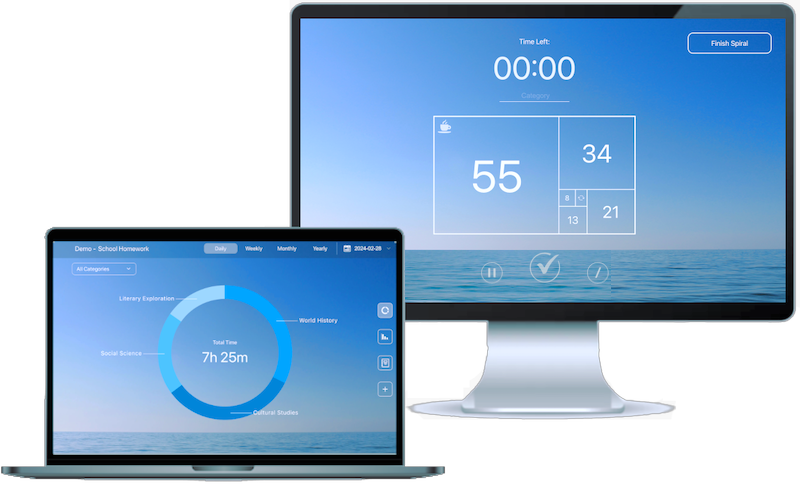 Time Left:
Finish Spiral
00:00
Category
55
34
8
13
21
Demo - School Homework
Daily
Weekly
Monthly
Yearly
2024-02-28
All Categories
Literary Exploration
World History
Total Time
7h 25m
Social Science
Cultural Studies